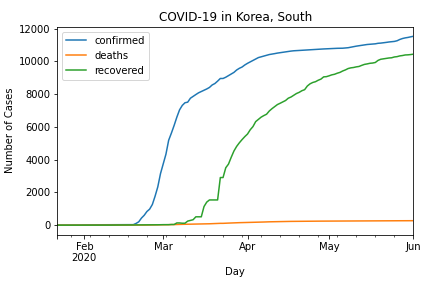 COVID-19 in Korea, South
12000
10000
8000
6000
4000
2000
0
Number of Cases
confirmed
deaths
recovered
Feb
2020
Mar
Apr
May
Jun
Day